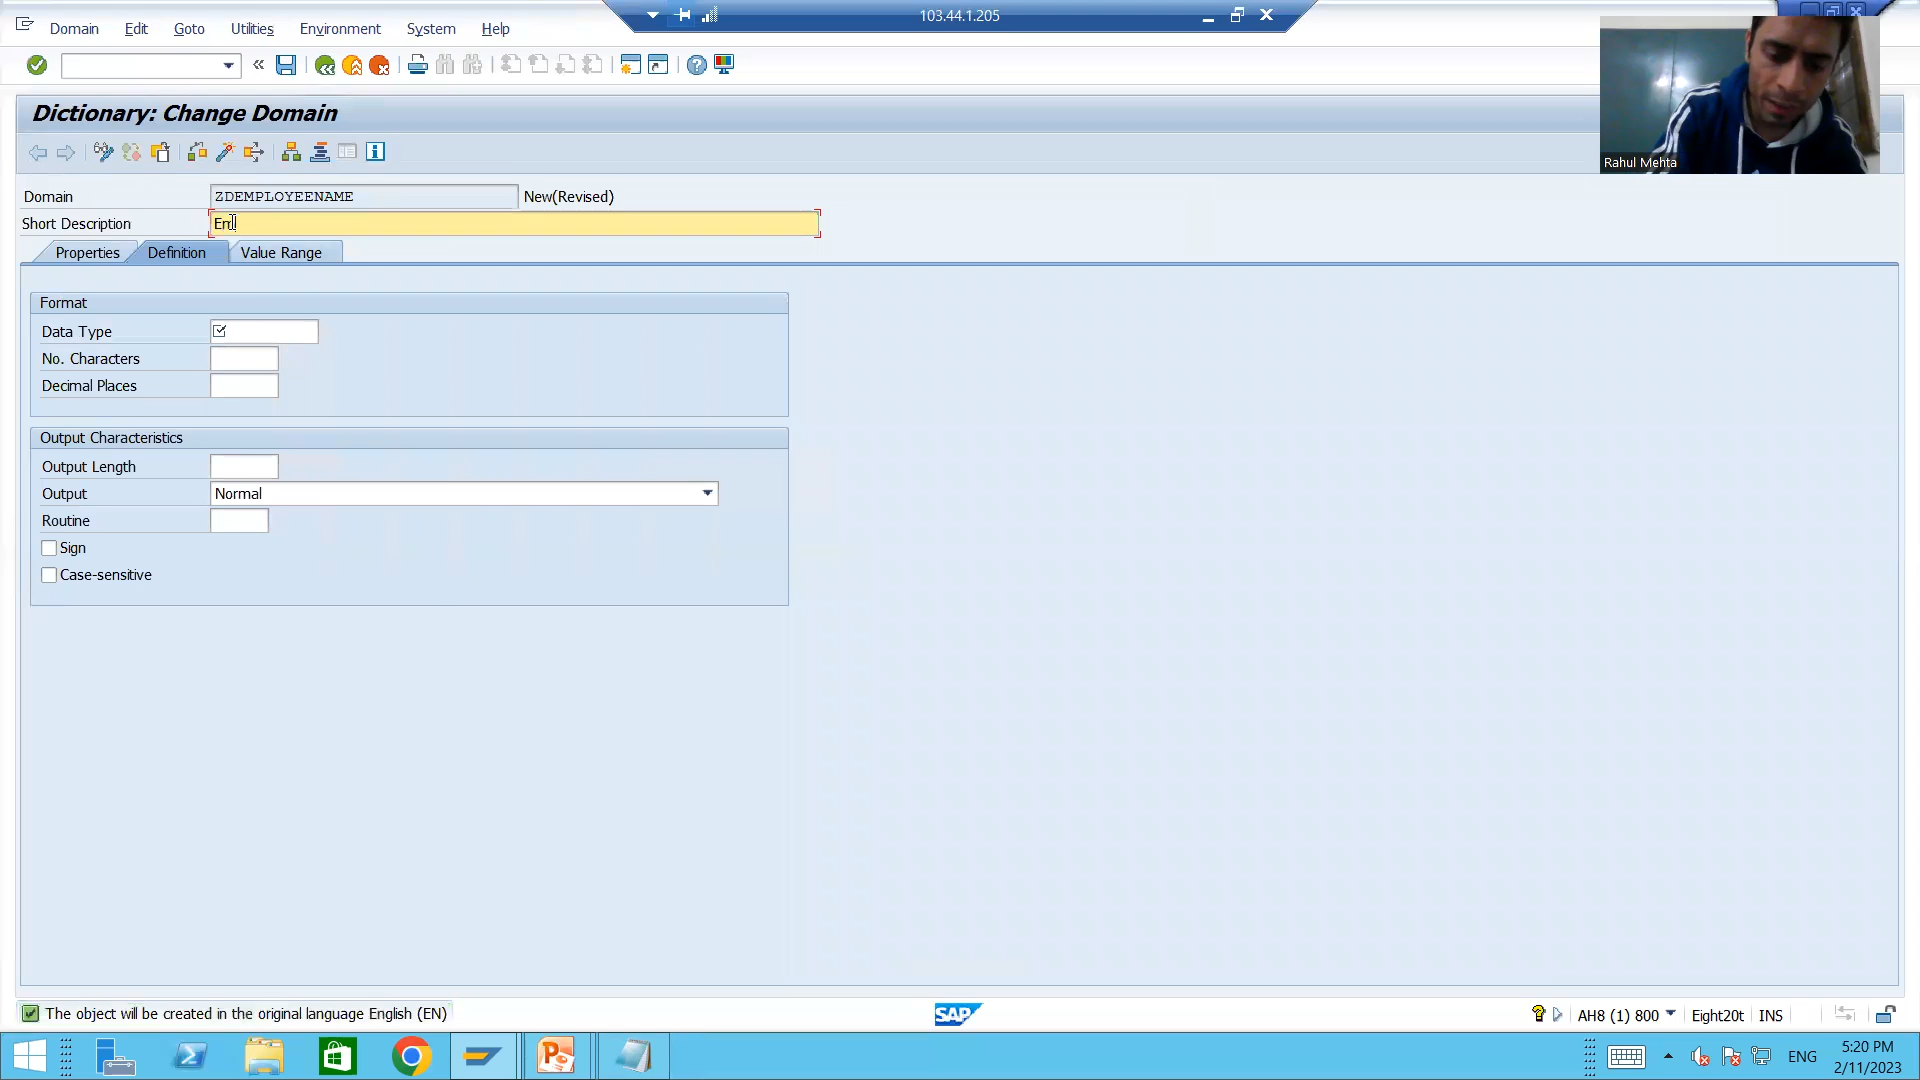 103.44.1.205
Domain Edit Goto Utilities Environment System Help
Dictionary: Change Domain
Rahul Mehta
Domain ZDEMPLOYEENAME New(Revised)
Short Description Em
Properties Definition Value Range
Format
Data Type
No. Characters
Decimal Places
Output Characteristics
Output Length
Output Normal
Routine
Sign
Case-sensitive
The object will be created in the original language English (EN)
SAP
AH8 (1) 800 Eight20t INS
ENG
5:20 PM
2/11/2023